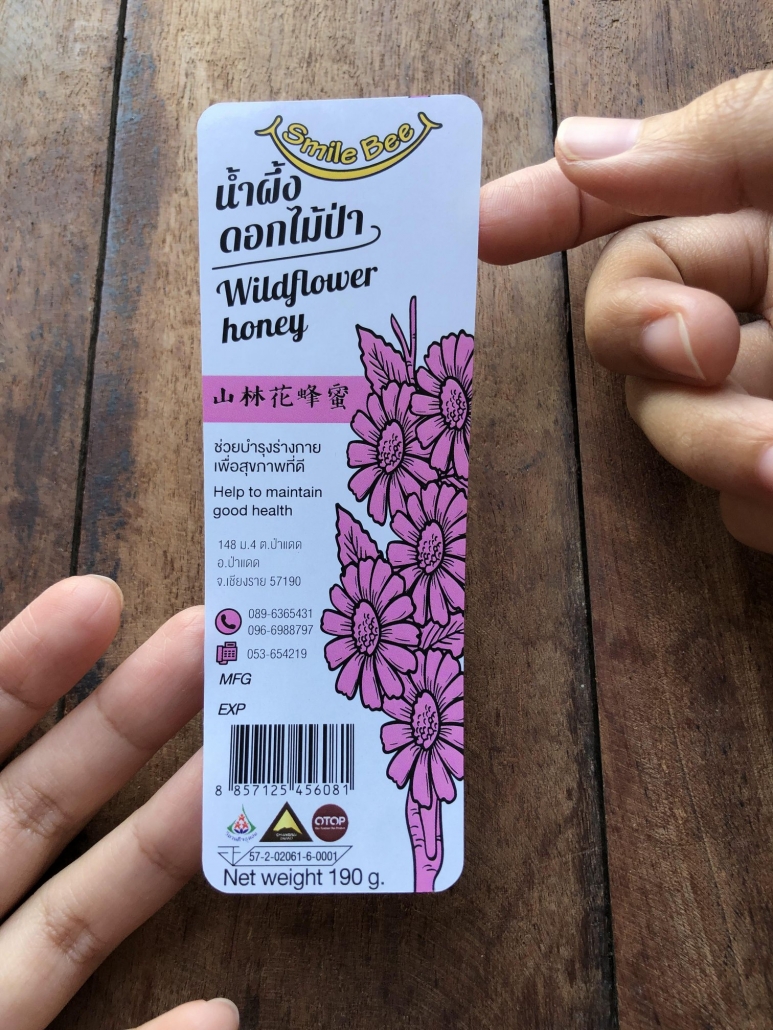 Smile Bee
น้ำผึ้ง
ดอกไม้ป่า
Wildflower
honey
山林花蜂蜜
ช่วยบำรุงร่างกาย
เพื่อสุขภาพที่ดี
Help to maintain
good health
148 ม.4 ต.ป่าแดด
อ.ป่าแดด
จ.เชียงราย 57190
089-6365431
096-6988797
053-654219
MFG
EXP
8 857125 456081
OTOP
57-2-02061-6-0001
Net weight 190 g.